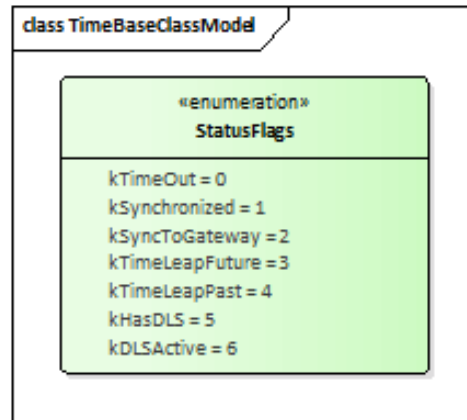 class TimeBaseClassModel
«enumeration»
StatusFlags
kTimeOut = 0
kSynchronized = 1
kSyncToGateway =2
kTimeLeapFuture =3
kTimeLeapPast = 4
kHasDLS = 5
kDLSActive = 6